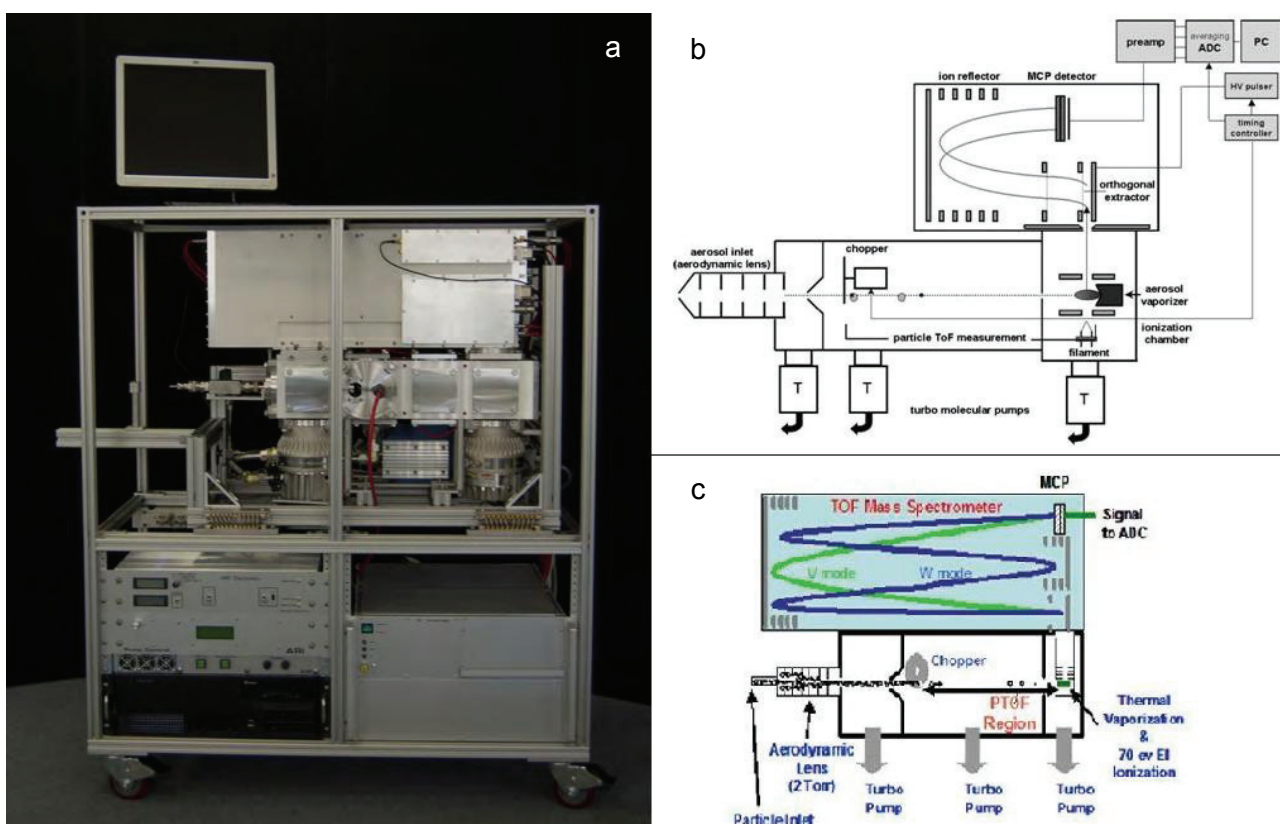 a
b
preamp
averaging
ADC
PC
ion reflector
MCP detector
HV pulser
timing
controller
orthogonal
extractor
aerosol inlet
(aerodynamic lens)
chopper
aerosol
vaporizer
particle ToF measurement
ionization
chamber
filament
T
T
T
turbo molecular pumps
c
MCP
TOF Mass Spectrometer
Signal
to ADC
V mode
W mode
Chopper
PTOF
Region
Thermal
Vaporization
&
70 ev EI
Ionization
Aerodynamic
Lens
(2 Torr)
Particle Inlet
Turbo
Pump
Turbo
Pump
Turbo
Pump